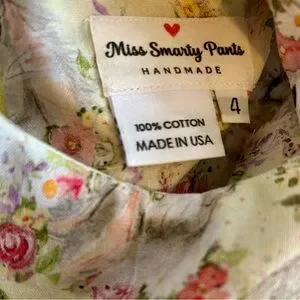 Miss Smarty Pants
HANDMADE
4
100% COTTON
MADE IN USA